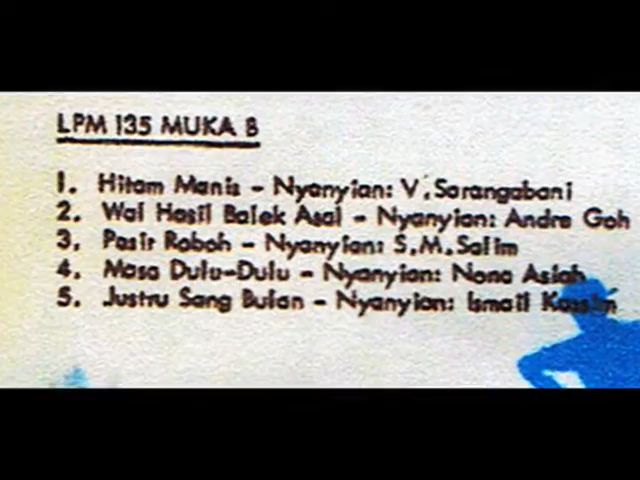 LPM 135 MUKA B
1. Hitam Manis - Nyanyian: V. Sarangabani
2. Wal Hasil Balek Asal - Nyanyian: Andre Goh
3. Pasir Roboh - Nyanyian: S.M. Salim
4. Masa Dulu-Dulu - Nyanyian: Nona Asiah
5. Justru Sang Bulan - Nyanyian: Ismail Kassim